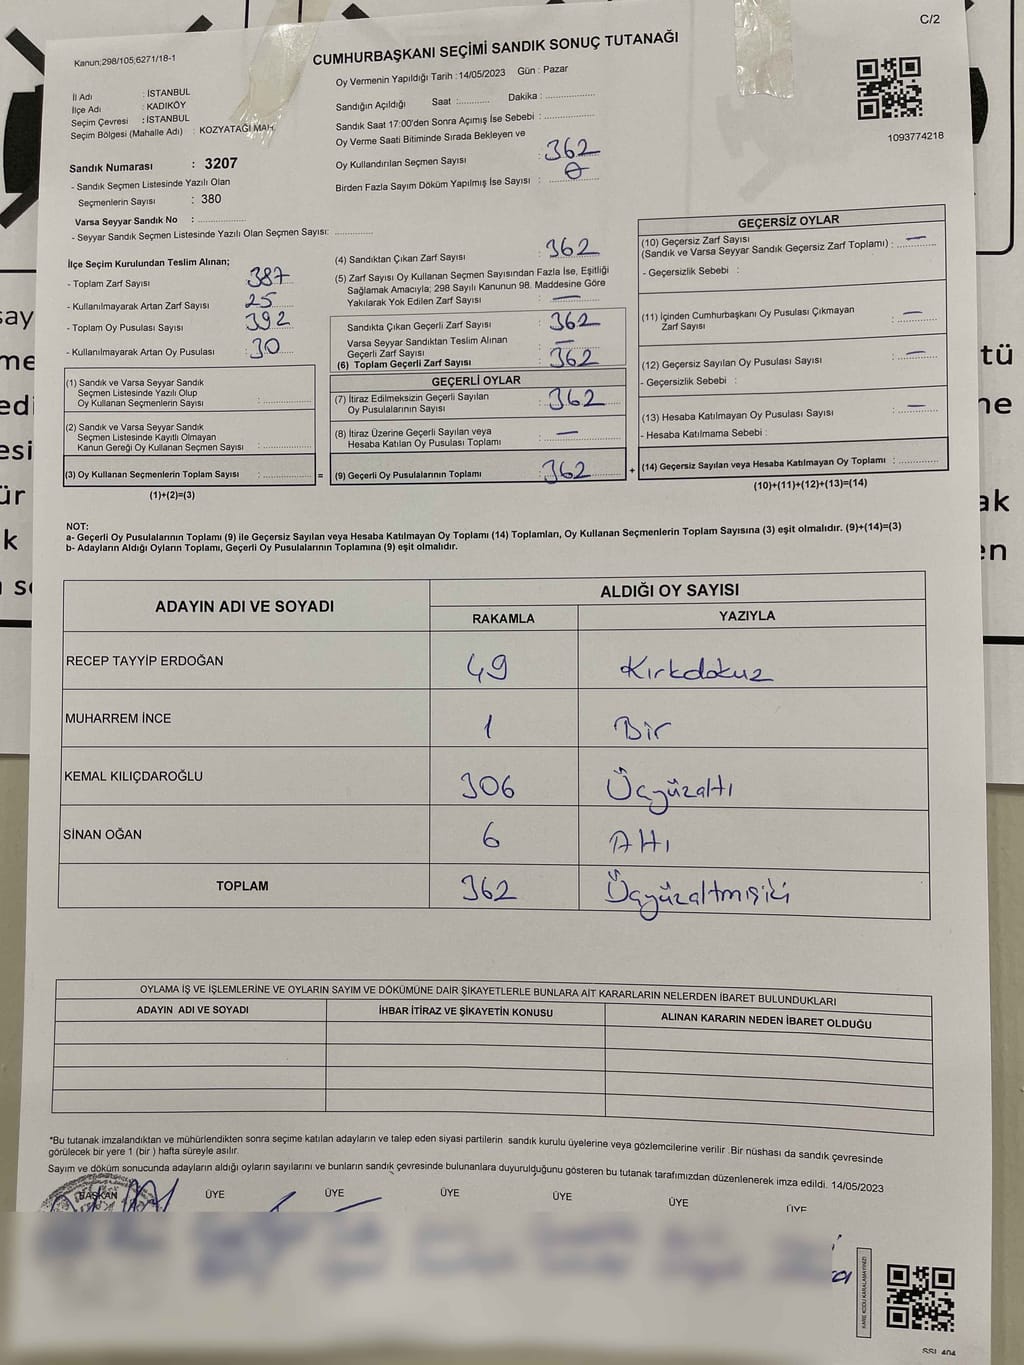 C/2
Kanun;298/105;6271/18-1
CUMHURBAŞKANI SEÇİMİ SANDIK SONUÇ TUTANAĞI
İl Adı : İSTANBUL
İlçe Adı : KADIKÖY
Seçim Çevresi : İSTANBUL
Seçim Bölgesi (Mahalle Adı) : KOZYATAĞI MAH.
Oy Vermenin Yapıldığı Tarih : 14/05/2023 Gün : Pazar
Sandığın Açıldığı Saat :........... Dakika :...............
Sandık Saat 17:00'den Sonra Açımış İse Sebebi :...............
Oy Verme Saati Bitiminde Sırada Bekleyen ve
Oy Kullandırılan Seçmen Sayısı : 362
Birden Fazla Sayım Döküm Yapılmış İse Sayısı : 0
1093774218
Sandık Numarası : 3207
- Sandık Seçmen Listesinde Yazılı Olan
Seçmenlerin Sayısı : 380
Varsa Seyyar Sandık No : ...............
- Seyyar Sandık Seçmen Listesinde Yazılı Olan Seçmen Sayısı: ............
İlçe Seçim Kurulundan Teslim Alınan;
- Toplam Zarf Sayısı : 387
- Kullanılmayarak Artan Zarf Sayısı : 25
- Toplam Oy Pusulası Sayısı : 392
- Kullanılmayarak Artan Oy Pusulası : 30
(1) Sandık ve Varsa Seyyar Sandık
Seçmen Listesinde Yazılı Olup
Oy Kullanan Seçmenlerin Sayısı : ...............
(2) Sandık ve Varsa Seyyar Sandık
Seçmen Listesinde Kayıtlı Olmayan
Kanun Gereği Oy Kullanan Seçmen Sayısı : ...............
(3) Oy Kullanan Seçmenlerin Toplam Sayısı : ............... =
(1)+(2)=(3)
(4) Sandıktan Çıkan Zarf Sayısı : 362
(5) Zarf Sayısı Oy Kullanan Seçmen Sayısından Fazla İse, Eşitliği
Sağlamak Amacıyla; 298 Sayılı Kanunun 98. Maddesine Göre
Yakılarak Yok Edilen Zarf Sayısı : —
Sandıkta Çıkan Geçerli Zarf Sayısı : 362
Varsa Seyyar Sandıktan Teslim Alınan
Geçerli Zarf Sayısı : —
(6) Toplam Geçerli Zarf Sayısı : 362
GEÇERLİ OYLAR
(7) İtiraz Edilmeksizin Geçerli Sayılan
Oy Pusulalarının Sayısı : 362
(8) İtiraz Üzerine Geçerli Sayılan veya
Hesaba Katılan Oy Pusulası Toplamı : —
(9) Geçerli Oy Pusulalarının Toplamı : 362 +
GEÇERSİZ OYLAR
(10) Geçersiz Zarf Sayısı
(Sandık ve Varsa Seyyar Sandık Geçersiz Zarf Toplamı) : —
- Geçersizlik Sebebi :
(11) İçinden Cumhurbaşkanı Oy Pusulası Çıkmayan
Zarf Sayısı : —
(12) Geçersiz Sayılan Oy Pusulası Sayısı : —
- Geçersizlik Sebebi :
(13) Hesaba Katılmayan Oy Pusulası Sayısı : —
- Hesaba Katılmama Sebebi :
(14) Geçersiz Sayılan veya Hesaba Katılmayan Oy Toplamı : ............
(10)+(11)+(12)+(13)=(14)
NOT:
a- Geçerli Oy Pusulalarının Toplamı (9) ile Geçersiz Sayılan veya Hesaba Katılmayan Oy Toplamı (14) Toplamları, Oy Kullanan Seçmenlerin Toplam Sayısına (3) eşit olmalıdır. (9)+(14)=(3)
b- Adayların Aldığı Oyların Toplamı, Geçerli Oy Pusulalarının Toplamına (9) eşit olmalıdır.
ADAYIN ADI VE SOYADI
ALDIĞI OY SAYISI
RAKAMLA YAZIYLA
RECEP TAYYİP ERDOĞAN 49 Kırkdokuz
MUHARREM İNCE 1 Bir
KEMAL KILIÇDAROĞLU 306 Üçyüzaltı
SİNAN OĞAN 6 Altı
TOPLAM 362 Üçyüzaltmışiki
OYLAMA İŞ VE İŞLEMLERİNE VE OYLARIN SAYIM VE DÖKÜMÜNE DAİR ŞİKAYETLERLE BUNLARA AİT KARARLARIN NELERDEN İBARET BULUNDUKLARI
ADAYIN ADI VE SOYADI İHBAR İTİRAZ VE ŞİKAYETİN KONUSU ALINAN KARARIN NEDEN İBARET OLDUĞU
*Bu tutanak imzalandıktan ve mühürlendikten sonra seçime katılan adayların ve talep eden siyasi partilerin sandık kurulu üyelerine veya gözlemcilerine verilir .Bir nüshası da sandık çevresinde
görülecek bir yere 1 (bir ) hafta süreyle asılır.
Sayım ve döküm sonucunda adayların aldığı oyların sayılarını ve bunların sandık çevresinde bulunanlara duyurulduğunu gösteren bu tutanak tarafımızdan düzenlenerek imza edildi. 14/05/2023
BAŞKAN ÜYE ÜYE ÜYE ÜYE ÜYE ÜYE
KARE KODU KARALAMAYINIZ!